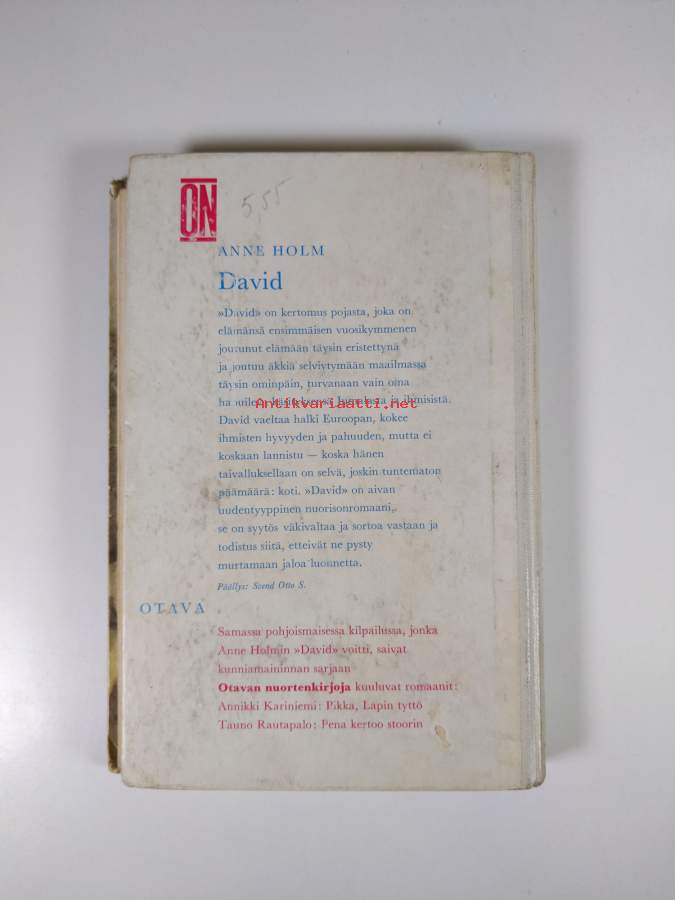 ON
5,55
ANNE HOLM
David
»David» on kertomus pojasta, joka on
elämänsä ensimmäisen vuosikymmenen
joutunut elämään täysin eristettynä
ja joutuu äkkiä selviytymään maailmassa
täysin ominpäin, turvanaan vain oma
ja ihmisistä.
Antikvariaatti.net
David vaeltaa halki Euroopan, kokee
ihmisten hyvyyden ja pahuuden, mutta ei
koskaan lannistu — koska hänen
taivalluksellaan on selvä, joskin tuntematon
päämäärä: koti. »David» on aivan
uudentyyppinen nuorisonromaani,
se on syytös väkivaltaa ja sortoa vastaan ja
todistus siitä, etteivät ne pysty
murtamaan jaloa luonnetta.
Päällys: Svend Otto S.
OTAVA
Samassa pohjoismaisessa kilpailussa, jonka
Anne Holmin »David» voitti, saivat
kunniamaininnan sarjaan
Otavan nuortenkirjoja kuuluvat romaanit:
Annikki Kariniemi: Pikka, Lapin tyttö
Tauno Rautapalo: Pena kertoo stoorin